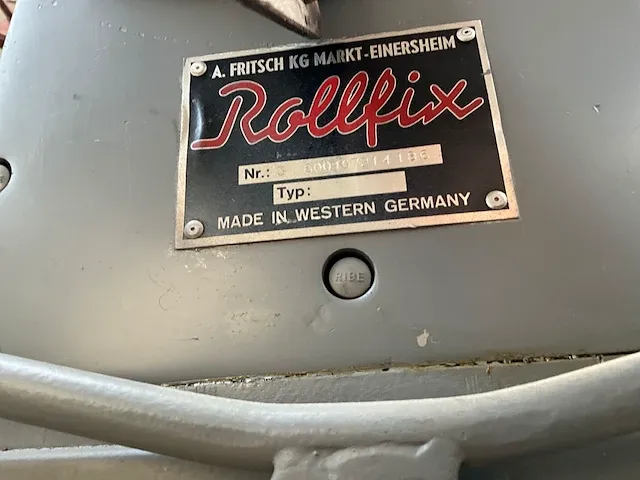 A. FRITSCH KG MARKT-EINERSHEIM
Rollfix
Nr.:
Typ:
MADE IN WESTERN GERMANY
RIBE